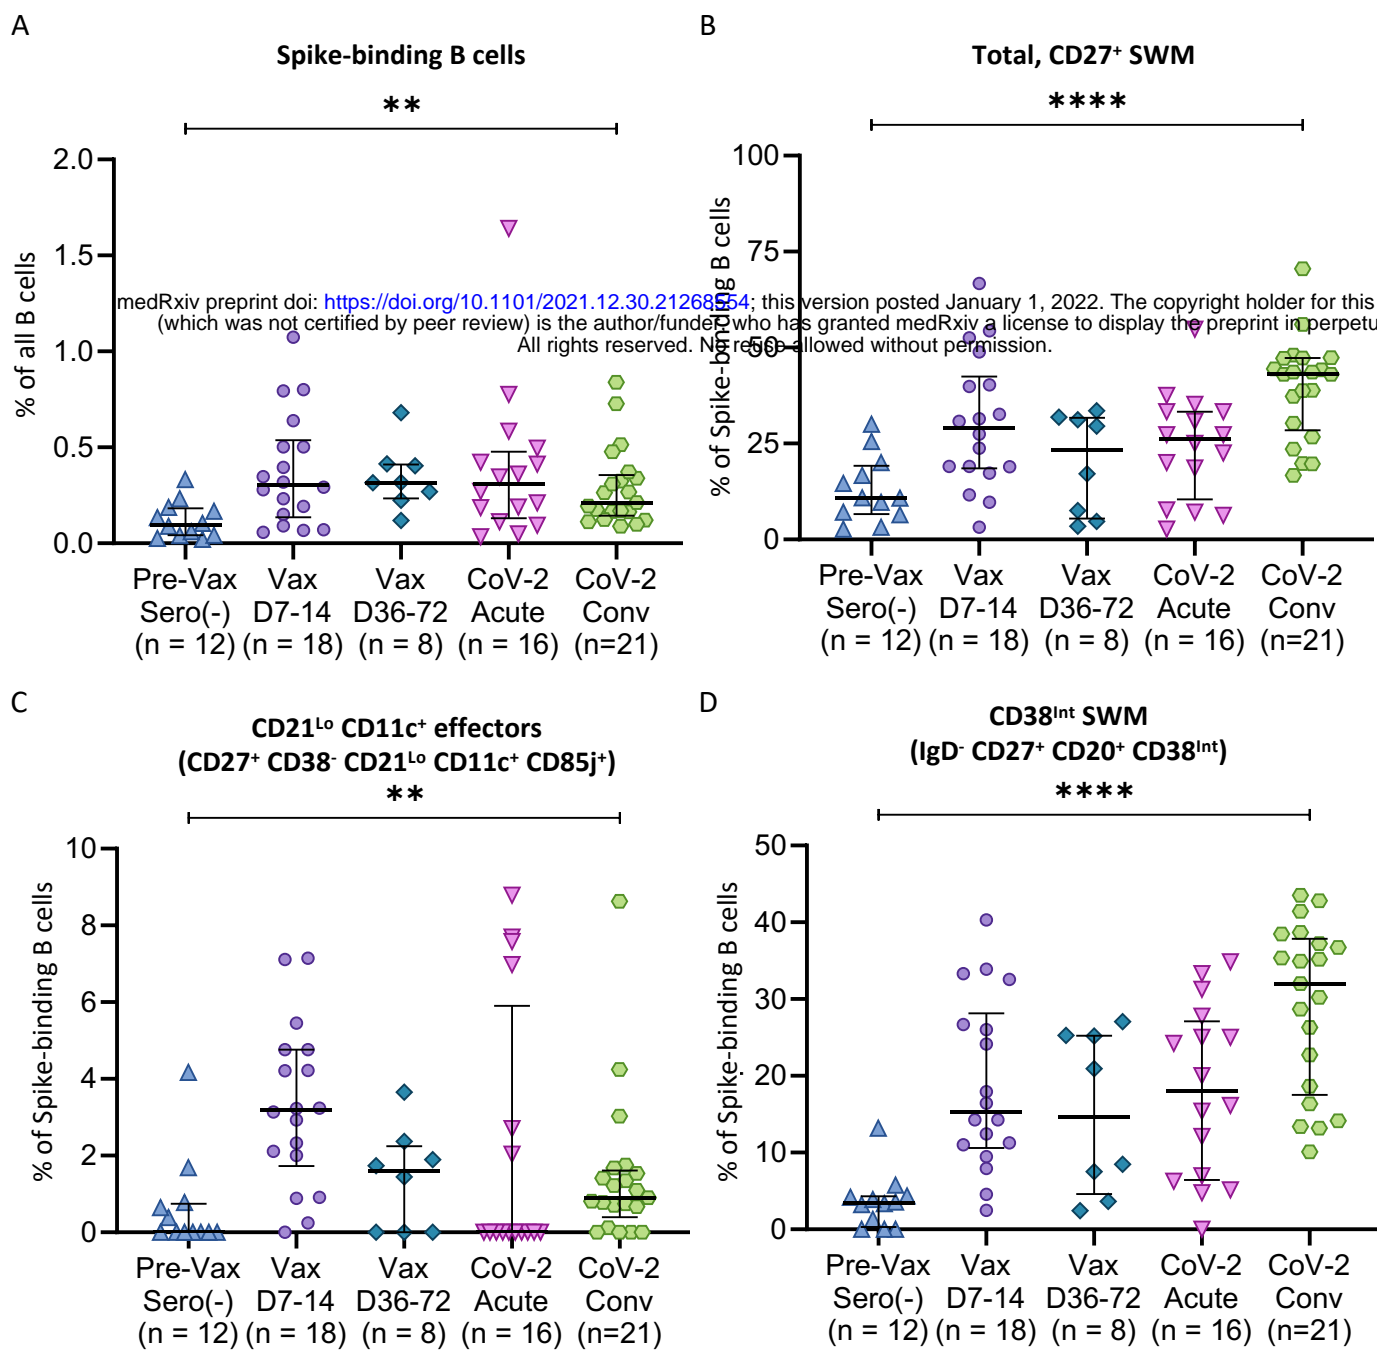 A
Spike-binding B cells
**
% of all B cells
2.0
1.5
1.0
0.5
0.0
Pre-Vax Sero(-) (n = 12)
Vax D7-14 (n = 18)
Vax D36-72 (n = 8)
CoV-2 Acute (n = 16)
CoV-2 Conv (n=21)
B
Total, CD27⁺ SWM
****
% of Spike-binding B cells
100
75
50
25
0
Pre-Vax Sero(-) (n = 12)
Vax D7-14 (n = 18)
Vax D36-72 (n = 8)
CoV-2 Acute (n = 16)
CoV-2 Conv (n=21)
medRxiv preprint doi: https://doi.org/10.1101/2021.12.30.21268554; this version posted January 1, 2022. The copyright holder for this
(which was not certified by peer review) is the author/funder, who has granted medRxiv a license to display the preprint in perpetu
All rights reserved. No reuse allowed without permission.
C
CD21ᴸᵒ CD11c⁺ effectors
(CD27⁺ CD38⁻ CD21ᴸᵒ CD11c⁺ CD85j⁺)
**
% of Spike-binding B cells
10
8
6
4
2
0
Pre-Vax Sero(-) (n = 12)
Vax D7-14 (n = 18)
Vax D36-72 (n = 8)
CoV-2 Acute (n = 16)
CoV-2 Conv (n=21)
D
CD38ᴵⁿᵗ SWM
(IgD⁻ CD27⁺ CD20⁺ CD38ᴵⁿᵗ)
****
% of Spike-binding B cells
50
40
30
20
10
0
Pre-Vax Sero(-) (n = 12)
Vax D7-14 (n = 18)
Vax D36-72 (n = 8)
CoV-2 Acute (n = 16)
CoV-2 Conv (n=21)